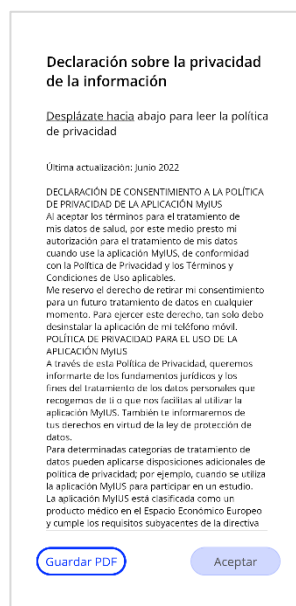 Declaración sobre la privacidad
de la información
Desplázate hacia abajo para leer la política
de privacidad
Última actualización: Junio 2022
DECLARACIÓN DE CONSENTIMIENTO A LA POLÍTICA
DE PRIVACIDAD DE LA APLICACIÓN MyIUS
Al aceptar los términos para el tratamiento de
mis datos de salud, por este medio presto mi
autorización para el tratamiento de mis datos
cuando use la aplicación MyIUS, de conformidad
con la Política de Privacidad y los Términos y
Condiciones de Uso aplicables.
Me reservo el derecho de retirar mi consentimiento
para un futuro tratamiento de datos en cualquier
momento. Para ejercer este derecho, tan solo debo
desinstalar la aplicación de mi teléfono móvil.
POLÍTICA DE PRIVACIDAD PARA EL USO DE LA
APLICACIÓN MyIUS
A través de esta Política de Privacidad, queremos
informarte de los fundamentos jurídicos y los
fines del tratamiento de los datos personales que
recogemos de ti o que nos facilitas al utilizar la
aplicación MyIUS. También te informaremos de
tus derechos en virtud de la ley de protección de
datos.
Para determinadas categorías de tratamiento de
datos pueden aplicarse disposiciones adicionales de
política de privacidad; por ejemplo, cuando se utiliza
la aplicación MyIUS para participar en un estudio.
La aplicación MyIUS está clasificada como un
producto médico en el Espacio Económico Europeo
y cumple los requisitos subyacentes de la directiva
Guardar PDF
Aceptar